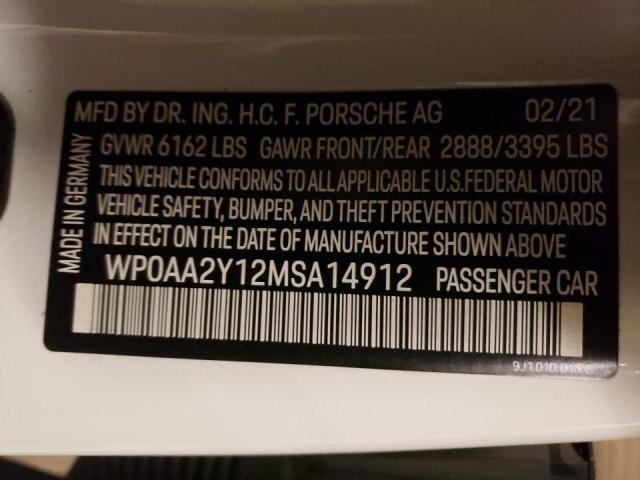 MFD BY DR. ING. H.C. F. PORSCHE AG 02/21
GVWR 6162 LBS GAWR FRONT/REAR 2888/3395 LBS
THIS VEHICLE CONFORMS TO ALL APPLICABLE U.S.FEDERAL MOTOR
VEHICLE SAFETY, BUMPER, AND THEFT PREVENTION STANDARDS
IN EFFECT ON THE DATE OF MANUFACTURE SHOWN ABOVE
WP0AA2Y12MSA14912 PASSENGER CAR
MADE IN GERMANY